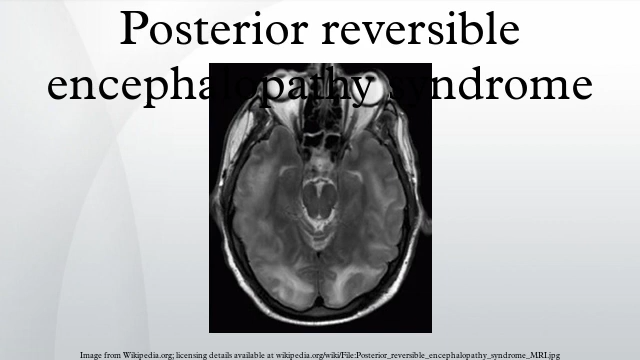 Posterior reversible
encephalopathy syndrome
Image from Wikipedia.org; licensing details available at wikipedia.org/wiki/File:Posterior_reversible_encephalopathy_syndrome_MRI.jpg